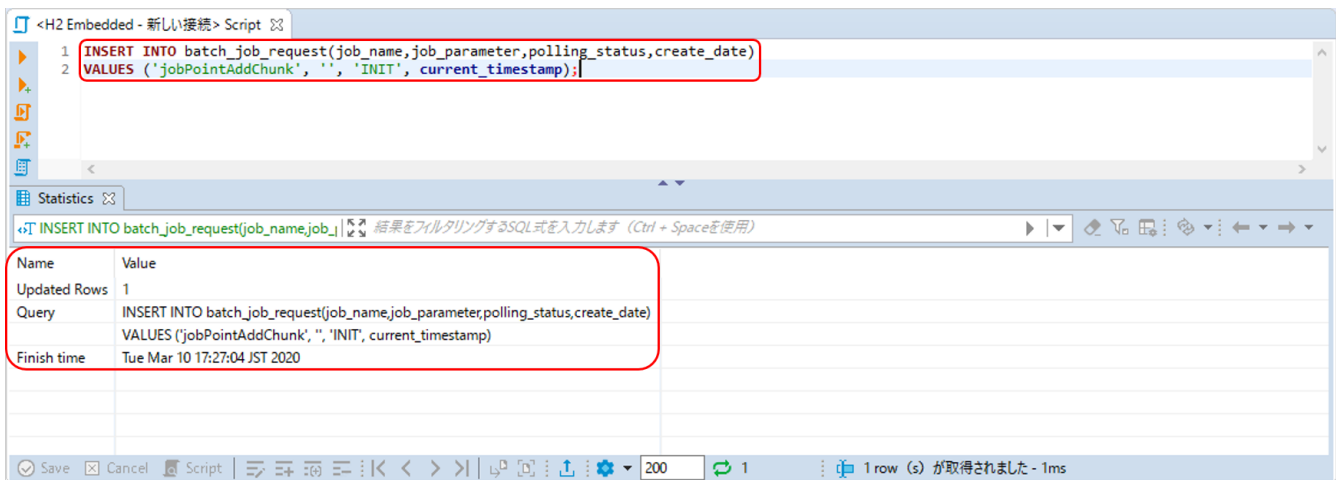 <H2 Embedded - 新しい接続> Script
1 INSERT INTO batch_job_request(job_name,job_parameter,polling_status,create_date)
2 VALUES ('jobPointAddChunk', '', 'INIT', current_timestamp);
Statistics
INSERT INTO batch_job_request(job_name,job_ 結果をフィルタリングするSQL式を入力します (Ctrl + Spaceを使用)
Name Value
Updated Rows 1
Query INSERT INTO batch_job_request(job_name,job_parameter,polling_status,create_date)
VALUES ('jobPointAddChunk', '', 'INIT', current_timestamp)
Finish time Tue Mar 10 17:27:04 JST 2020
Save Cancel Script 200 1 1 row (s) が取得されました - 1ms